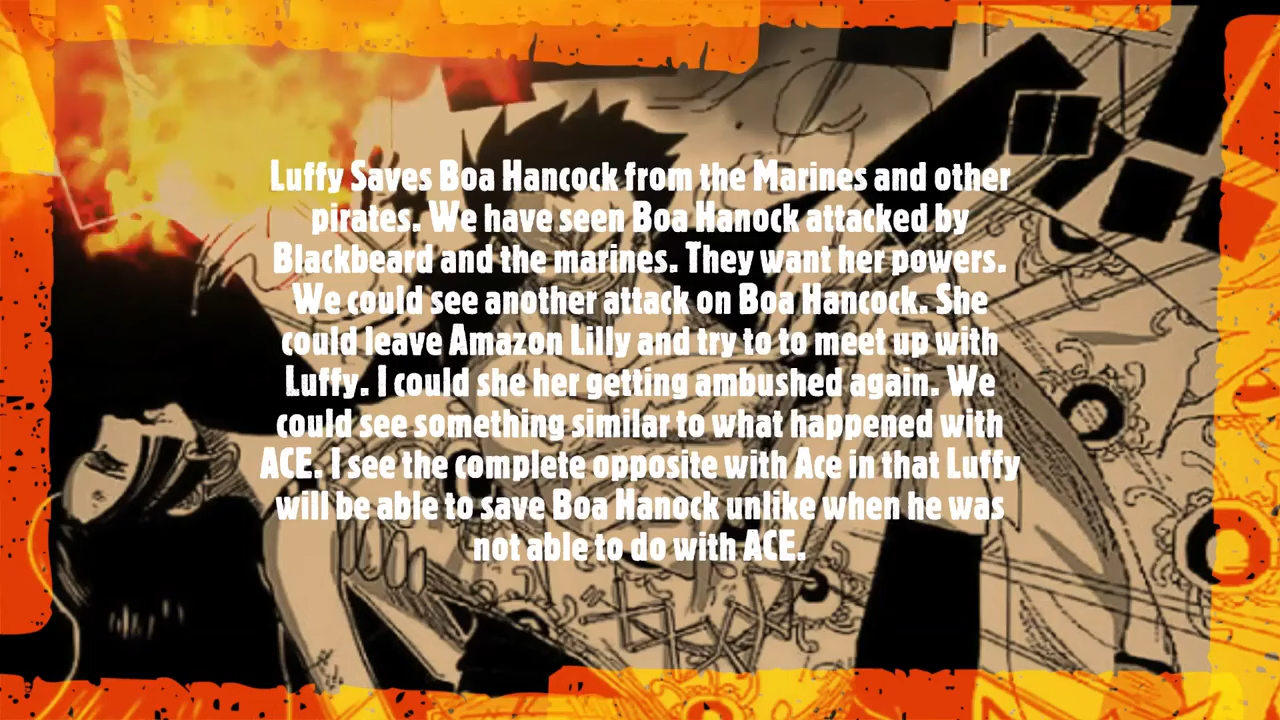 Luffy Saves Boa Hancock from the Marines and other
pirates. We have seen Boa Hanock attacked by
Blackbeard and the marines. They want her powers.
We could see another attack on Boa Hancock. She
could leave Amazon Lilly and try to to meet up with
Luffy. I could she her getting ambushed again. We
could see something similar to what happened with
ACE. I see the complete opposite with Ace in that Luffy
will be able to save Boa Hanock unlike when he was
not able to do with ACE.